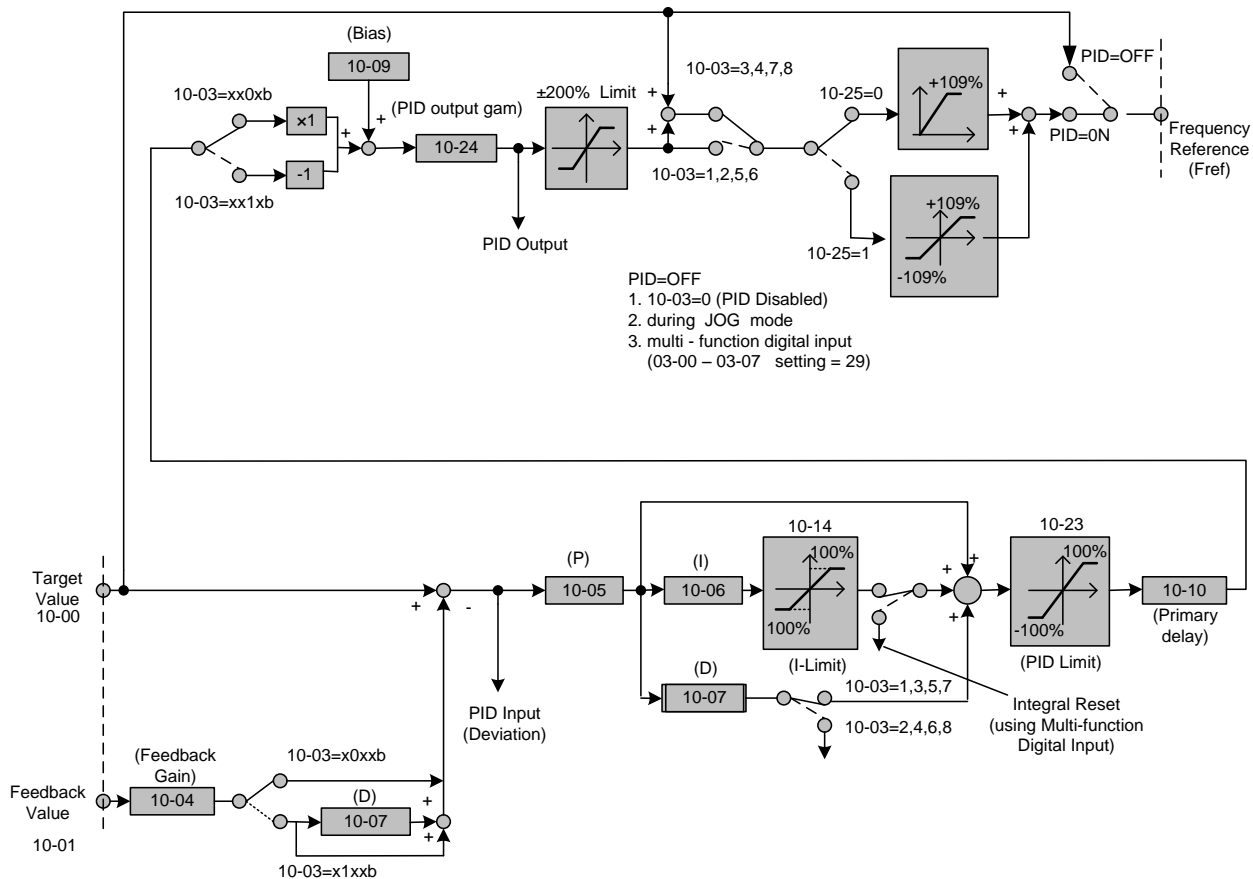 (Bias)
10-09
10-03=xx0xb
×1
-1
10-03=xx1xb
+
+
(PID output gam)
10-24
PID Output
±200% Limit
+
+
10-03=3,4,7,8
10-03=1,2,5,6
10-25=0
+109%
10-25=1
+109%
-109%
+
+
PID=OFF
PID=0N
Frequency
Reference
(Fref)
PID=OFF
1. 10-03=0 (PID Disabled)
2. during JOG mode
3. multi - function digital input
(03-00 – 03-07 setting = 29)
Target
Value
10-00
+
-
PID Input
(Deviation)
(P)
10-05
(I)
10-06
10-14
100%
100%
(I-Limit)
(D)
10-07
10-03=1,3,5,7
10-03=2,4,6,8
Integral Reset
(using Multi-function
Digital Input)
+
+
+
10-23
100%
-100%
(PID Limit)
10-10
(Primary
delay)
Feedback
Value
10-01
(Feedback
Gain)
10-04
10-03=x0xxb
(D)
10-07
+
+
10-03=x1xxb